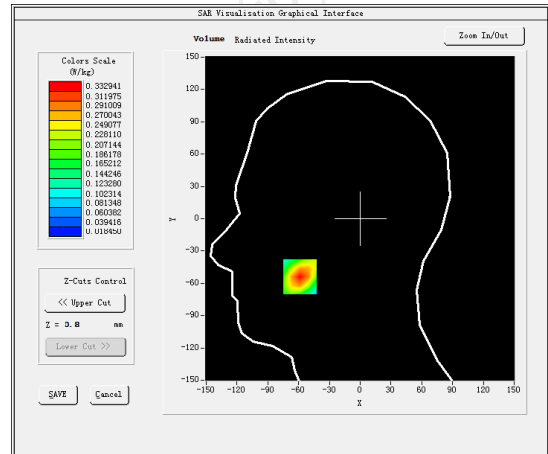 SAR Visualisation Graphical Interface
Volume Radiated Intensity
Zoom In/Out
Colors Scale
(W/kg)
0.332941
0.311975
0.291009
0.270043
0.249077
0.228110
0.207144
0.186178
0.165212
0.144246
0.123280
0.102314
0.081348
0.060382
0.039416
0.018450
Z-Cuts Control
<< Upper Cut
Z = 0.8 mm
Lower Cut >>
SAVE Cancel
Y
150
120
90
60
30
0
-30
-60
-90
-120
-150
-150 -120 -90 -60 -30 0 30 60 90 120 150
X